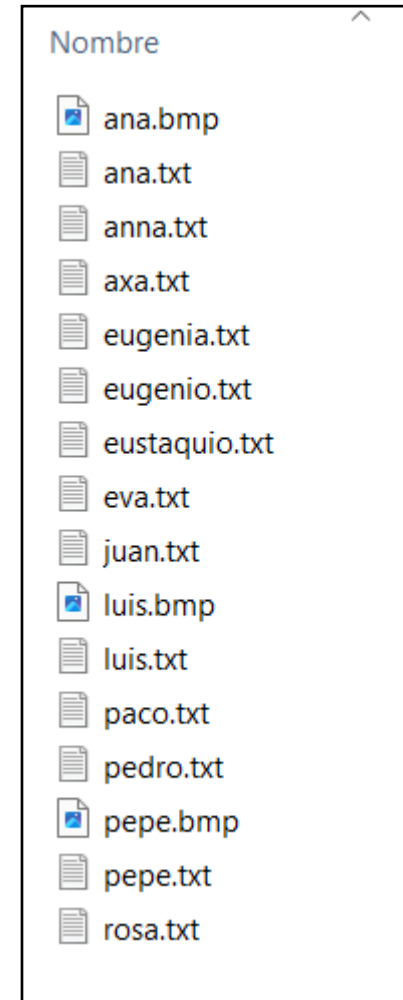 Nombre
ana.bmp
ana.txt
anna.txt
axa.txt
eugenia.txt
eugenio.txt
eustaquio.txt
eva.txt
juan.txt
luis.bmp
luis.txt
paco.txt
pedro.txt
pepe.bmp
pepe.txt
rosa.txt